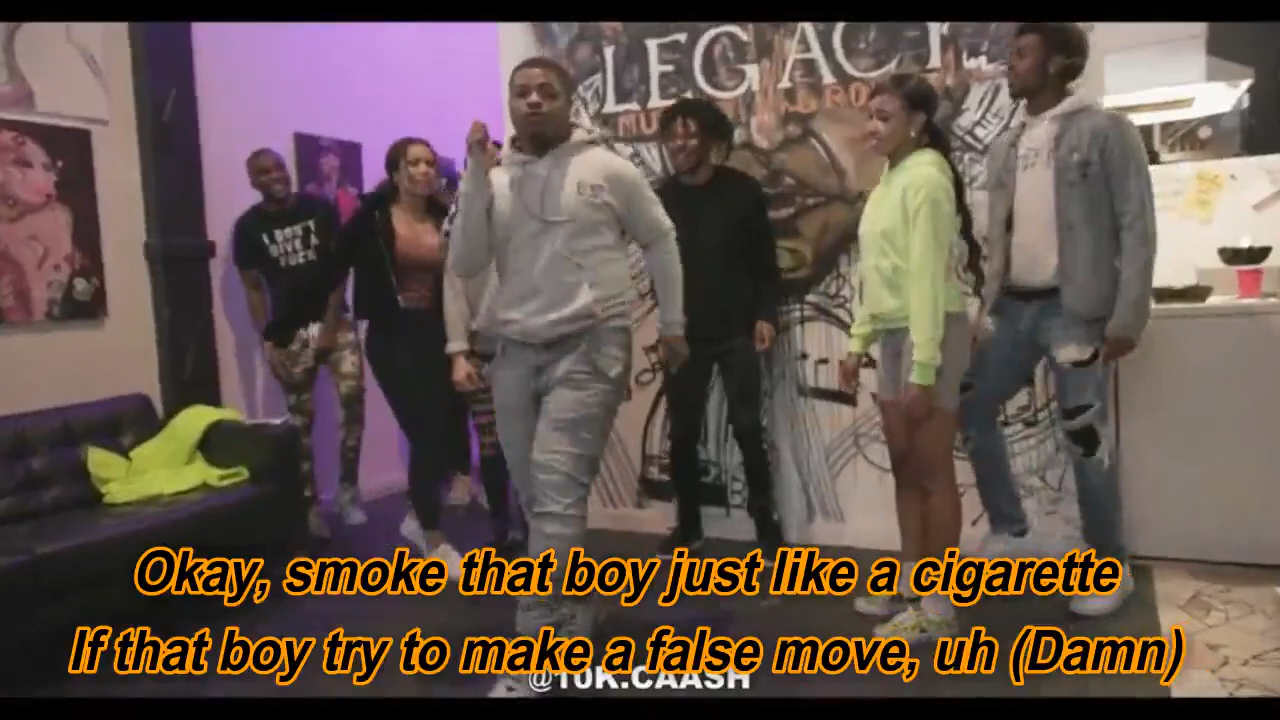 LEGACY
I DON'T
GIVE A
FUCK
Okay, smoke that boy just like a cigarette
If that boy try to make a false move, uh (Damn)
@10K.CAASH